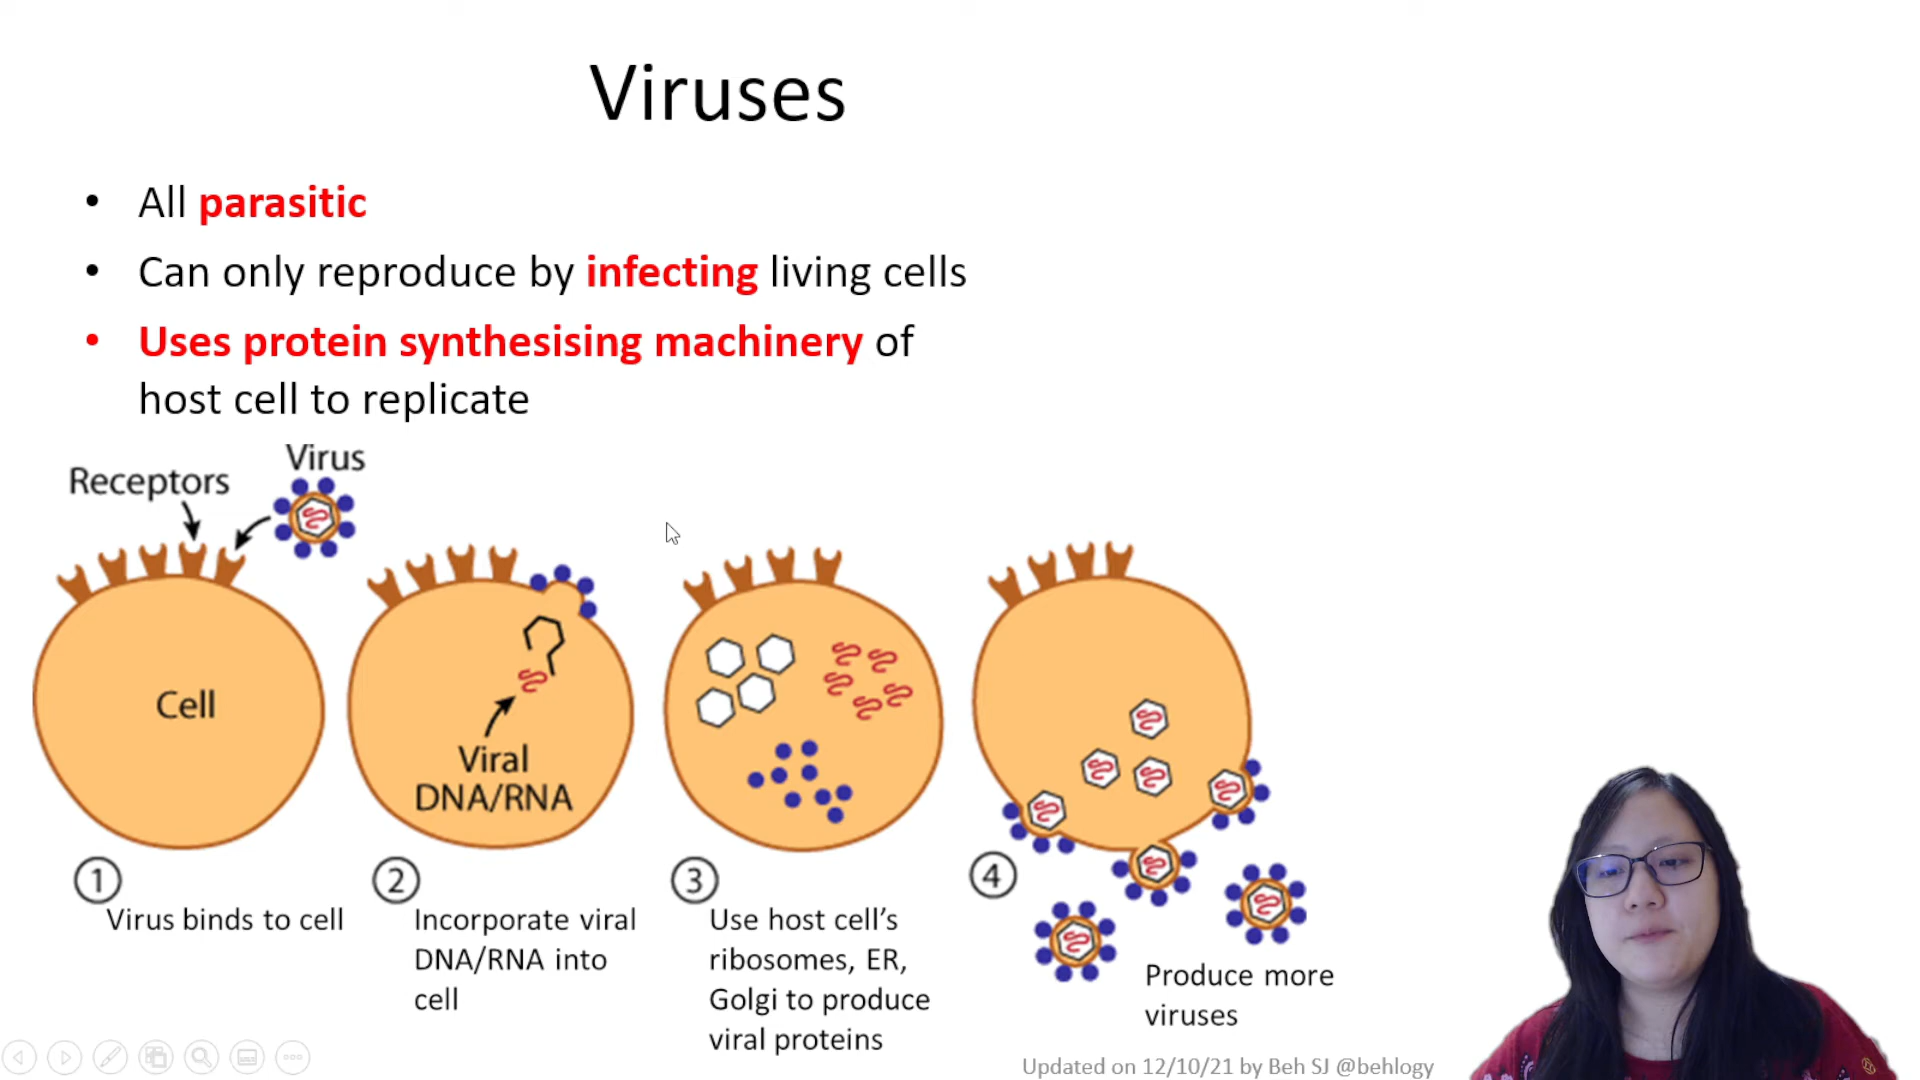 Viruses
• All parasitic
• Can only reproduce by infecting living cells
• Uses protein synthesising machinery of
host cell to replicate
Virus
Receptors
Cell
Viral
DNA/RNA
1
Virus binds to cell
2
Incorporate viral
DNA/RNA into
cell
3
Use host cell's
ribosomes, ER,
Golgi to produce
viral proteins
4
Produce more
viruses
Updated on 12/10/21 by Beh SJ @behlogy